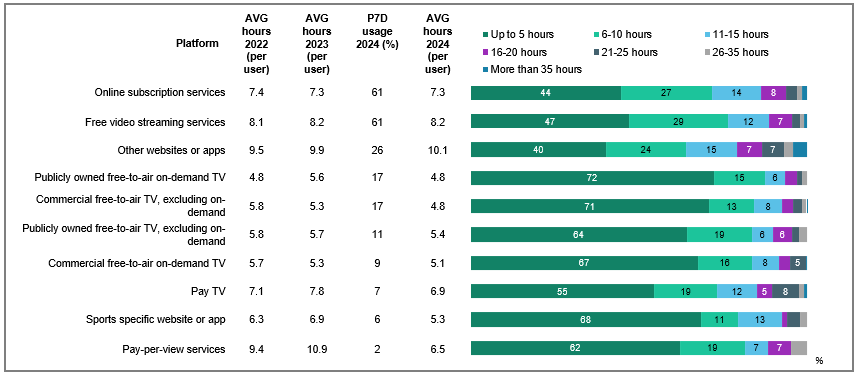 Platform
AVG hours 2022 (per user)
AVG hours 2023 (per user)
P7D usage 2024 (%)
AVG hours 2024 (per user)
Up to 5 hours
6-10 hours
11-15 hours
16-20 hours
21-25 hours
26-35 hours
More than 35 hours
Online subscription services 7.4 7.3 61 7.3 44 27 14 8
Free video streaming services 8.1 8.2 61 8.2 47 29 12 7
Other websites or apps 9.5 9.9 26 10.1 40 24 15 7 7
Publicly owned free-to-air on-demand TV 4.8 5.6 17 4.8 72 15 6
Commercial free-to-air TV, excluding on-
demand 5.8 5.3 17 4.8 71 13 8
Publicly owned free-to-air TV, excluding on-
demand 5.8 5.7 11 5.4 64 19 6 6
Commercial free-to-air on-demand TV 5.7 5.3 9 5.1 67 16 8 5
Pay TV 7.1 7.8 7 6.9 55 19 12 5 8
Sports specific website or app 6.3 6.9 6 5.3 68 11 13
Pay-per-view services 9.4 10.9 2 6.5 62 19 7 7
%